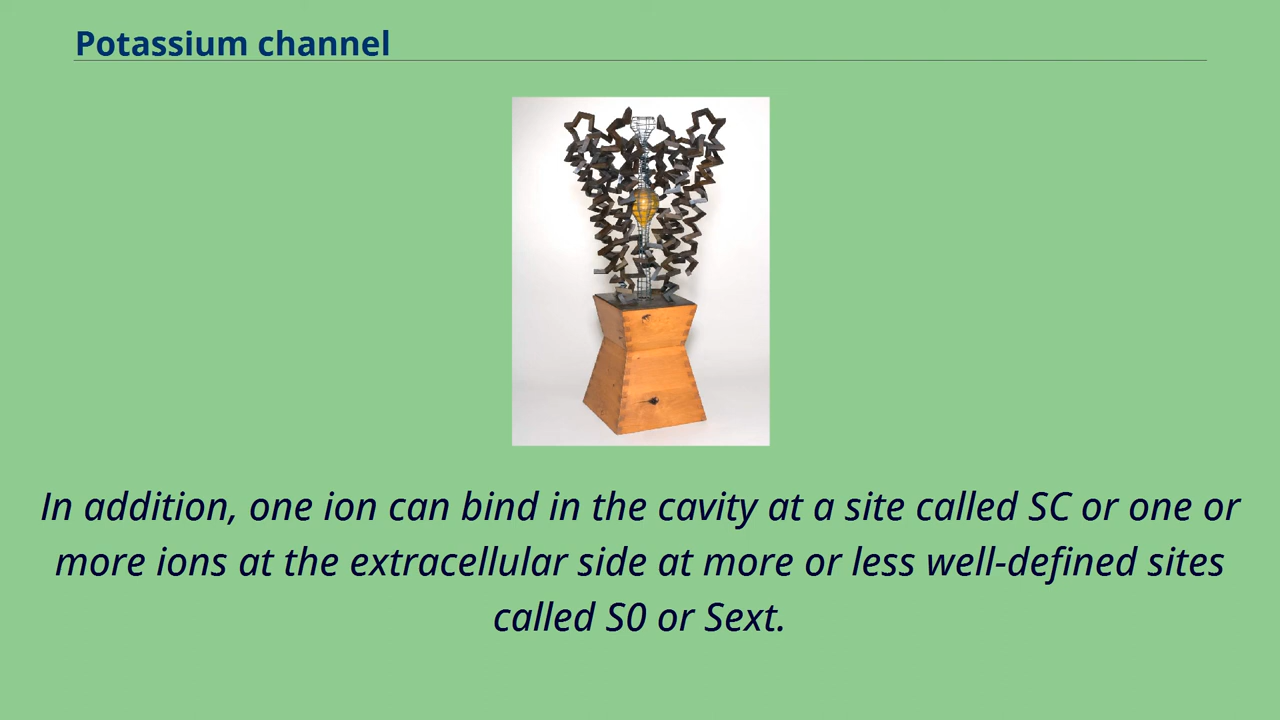 Potassium channel
In addition, one ion can bind in the cavity at a site called SC or one or
more ions at the extracellular side at more or less well-defined sites
called S0 or Sext.